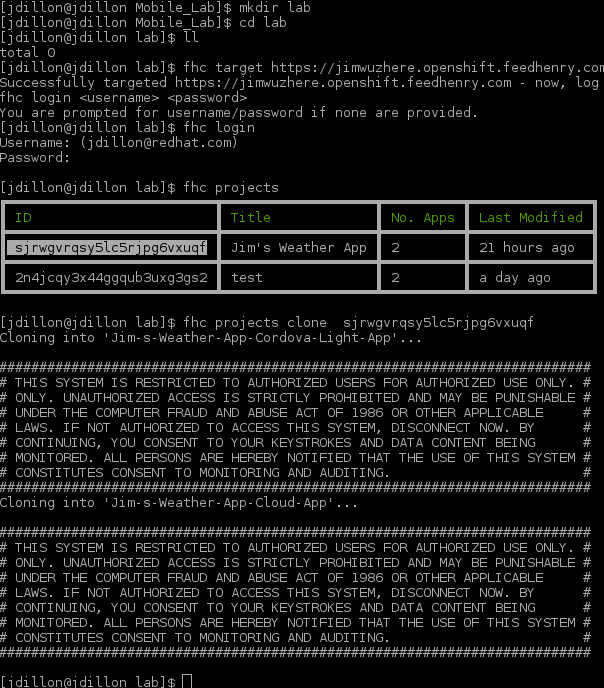 [jdillon@jdillon Mobile_Lab]$ mkdir lab
[jdillon@jdillon Mobile_Lab]$ cd lab
[jdillon@jdillon lab]$ ll
total 0
[jdillon@jdillon lab]$ fhc target https://jimwuzhere.openshift.feedhenry.com
Successfully targeted https://jimwuzhere.openshift.feedhenry.com - now, log
fhc login <username> <password>
You are prompted for username/password if none are provided.
[jdillon@jdillon lab]$ fhc login
Username: (jdillon@redhat.com)
Password:
[jdillon@jdillon lab]$ fhc projects
ID Title No. Apps Last Modified
sjrwgvrqsy5lc5rjpg6vxuqf Jim's Weather App 2 21 hours ago
2n4jcqy3x44ggqub3uxg3gs2 test 2 a day ago
[jdillon@jdillon lab]$ fhc projects clone  sjrwgvrqsy5lc5rjpg6vxuqf
Cloning into 'Jim-s-Weather-App-Cordova-Light-App'...
###########################################################################
# THIS SYSTEM IS RESTRICTED TO AUTHORIZED USERS FOR AUTHORIZED USE ONLY. #
# ONLY. UNAUTHORIZED ACCESS IS STRICTLY PROHIBITED AND MAY BE PUNISHABLE #
# UNDER THE COMPUTER FRAUD AND ABUSE ACT OF 1986 OR OTHER APPLICABLE #
# LAWS. IF NOT AUTHORIZED TO ACCESS THIS SYSTEM, DISCONNECT NOW. BY #
# CONTINUING, YOU CONSENT TO YOUR KEYSTROKES AND DATA CONTENT BEING #
# MONITORED. ALL PERSONS ARE HEREBY NOTIFIED THAT THE USE OF THIS SYSTEM #
# CONSTITUTES CONSENT TO MONITORING AND AUDITING. #
###########################################################################
Cloning into 'Jim-s-Weather-App-Cloud-App'...
###########################################################################
# THIS SYSTEM IS RESTRICTED TO AUTHORIZED USERS FOR AUTHORIZED USE ONLY. #
# ONLY. UNAUTHORIZED ACCESS IS STRICTLY PROHIBITED AND MAY BE PUNISHABLE #
# UNDER THE COMPUTER FRAUD AND ABUSE ACT OF 1986 OR OTHER APPLICABLE #
# LAWS. IF NOT AUTHORIZED TO ACCESS THIS SYSTEM, DISCONNECT NOW. BY #
# CONTINUING, YOU CONSENT TO YOUR KEYSTROKES AND DATA CONTENT BEING #
# MONITORED. ALL PERSONS ARE HEREBY NOTIFIED THAT THE USE OF THIS SYSTEM #
# CONSTITUTES CONSENT TO MONITORING AND AUDITING. #
###########################################################################
[jdillon@jdillon lab]$